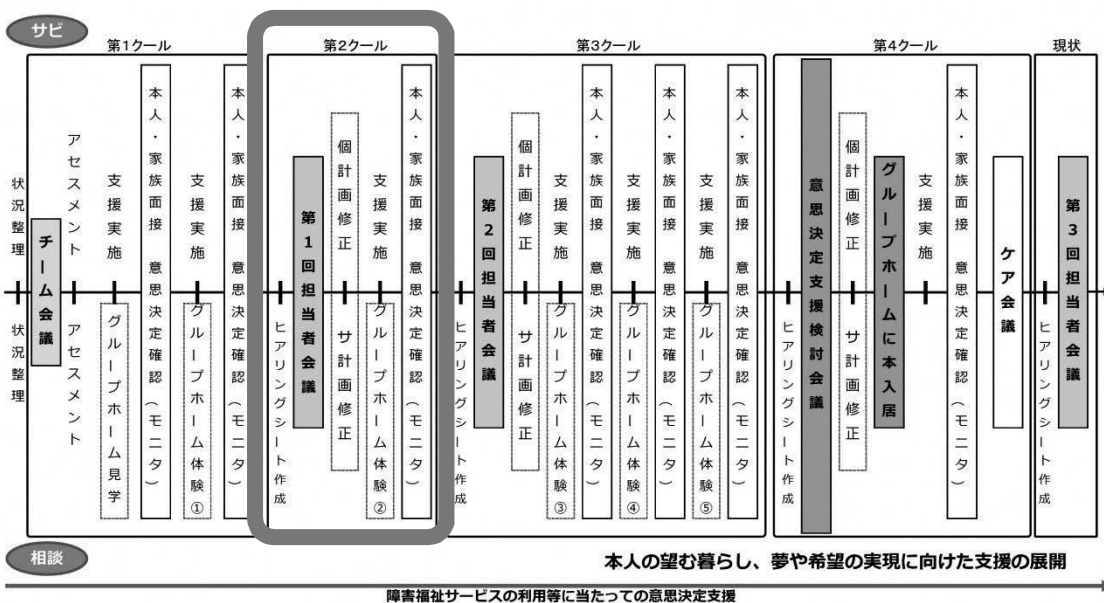 サビ
第1クール
第2クール
第3クール
第4クール
現状
状況整理
状況整理
チーム会議
アセスメント
アセスメント
支援実施
グループホーム見学
本人・家族面接 意思決定確認（モニタ）
支援実施
グループホーム体験①
本人・家族面接 意思決定確認（モニタ）
ヒアリングシート作成
第1回担当者会議
個計画修正
サ計画修正
支援実施
グループホーム体験②
本人・家族面接 意思決定確認（モニタ）
ヒアリングシート作成
第2回担当者会議
個計画修正
サ計画修正
支援実施
グループホーム体験③
本人・家族面接 意思決定確認（モニタ）
支援実施
グループホーム体験④
本人・家族面接 意思決定確認（モニタ）
支援実施
グループホーム体験⑤
本人・家族面接 意思決定確認（モニタ）
ヒアリングシート作成
意思決定支援検討会議
個計画修正
サ計画修正
グループホームに本入居
支援実施
本人・家族面接 意思決定確認（モニタ）
ケア会議
ヒアリングシート作成
第3回担当者会議
相談
本人の望む暮らし、夢や希望の実現に向けた支援の展開
障害福祉サービスの利用等に当たっての意思決定支援